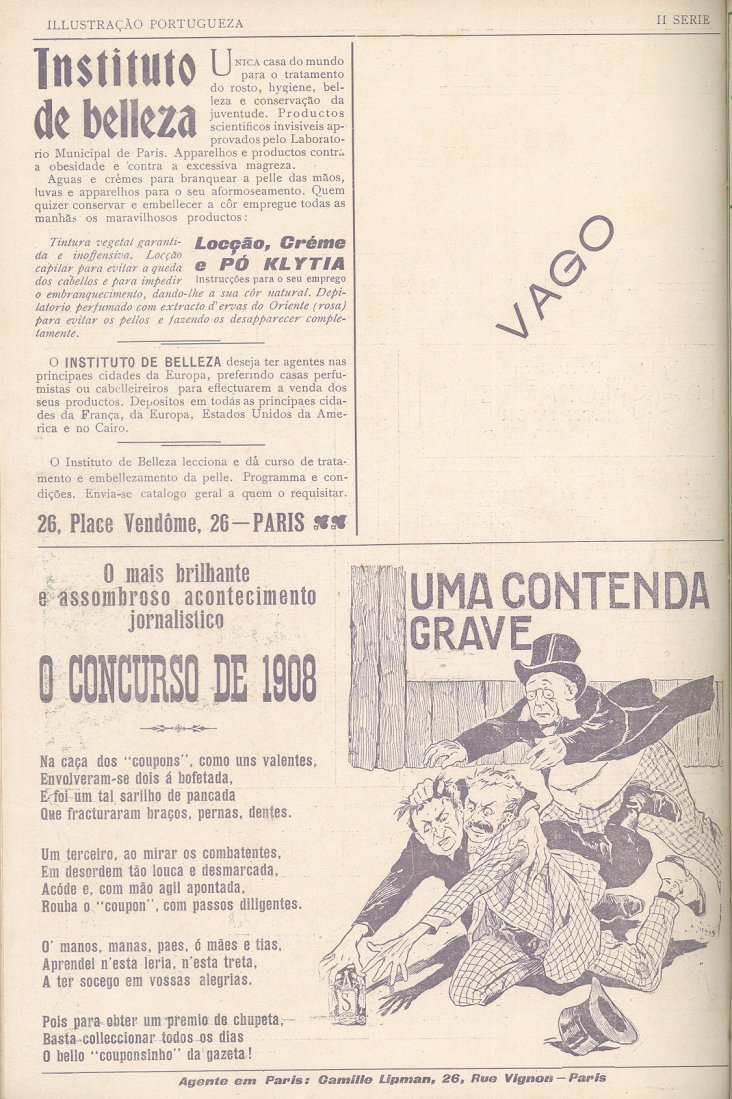 ILLUSTRAÇÃO PORTUGUEZA
II SERIE
Instituto
de belleza
UNICA casa do mundo
para o tratamento
do rosto, hygiene, bel-
leza e conservação da
juventude. Productos
scientificos invisiveis ap-
provados pelo Laborato-
rio Municipal de Paris. Apparelhos e productos contra
a obesidade e contra a excessiva magreza.
Aguas e crémes para branquear a pelle das mãos,
luvas e apparelhos para o seu aformoseamento. Quem
quizer conservar e embellecer a côr empregue todas as
manhãs os maravilhosos productos:
Locção, Créme
e PÓ KLYTIA
Instrucções para o seu emprego
Tintura vegetal garanti-
da e inoffensiva. Locção
capilar para evitar a queda
dos cabellos e para impedir
o embranquecimento, dando-lhe a sua côr natural. Depi-
latorio perfumado com extracto d'ervas do Oriente (rosa)
para evitar os pellos e fazendo-os desapparecer comple-
tamente.
O INSTITUTO DE BELLEZA deseja ter agentes nas
principaes cidades da Europa, preferindo casas perfu-
mistas ou cabelleireiros para effectuarem a venda dos
seus productos. Depositos em todas as principaes cida-
des da França, da Europa, Estados Unidos da Ame-
rica e no Cairo.
O Instituto de Belleza lecciona e dá curso de trata-
mento e embellezamento da pelle. Programma e con-
dições. Envia-se catalogo geral a quem o requisitar.
26, Place Vendôme, 26—PARIS
VAGO
O mais brilhante
e assombroso acontecimento
jornalistico
O CONCURSO DE 1908
Na caça dos "coupons", como uns valentes,
Envolveram-se dois á bofetada,
E foi um tal sarilho de pancada
Que fracturaram braços, pernas, dentes.
Um terceiro, ao mirar os combatentes,
Em desordem tão louca e desmarcada,
Acóde e, com mão agil apontada,
Rouba o "coupon", com passos diligentes.
O' manos, manas, paes, ó mães e tias,
Aprendei n'esta leria, n'esta treta,
A ter socego em vossas alegrias.
Pois para obter um premio de chupeta,
Basta colleccionar todos os dias
O bello "couponsinho" da gazeta!
UMA CONTENDA
GRAVE
Agente em Paris: Camille Lipman, 26, Rue Vignon—Paris